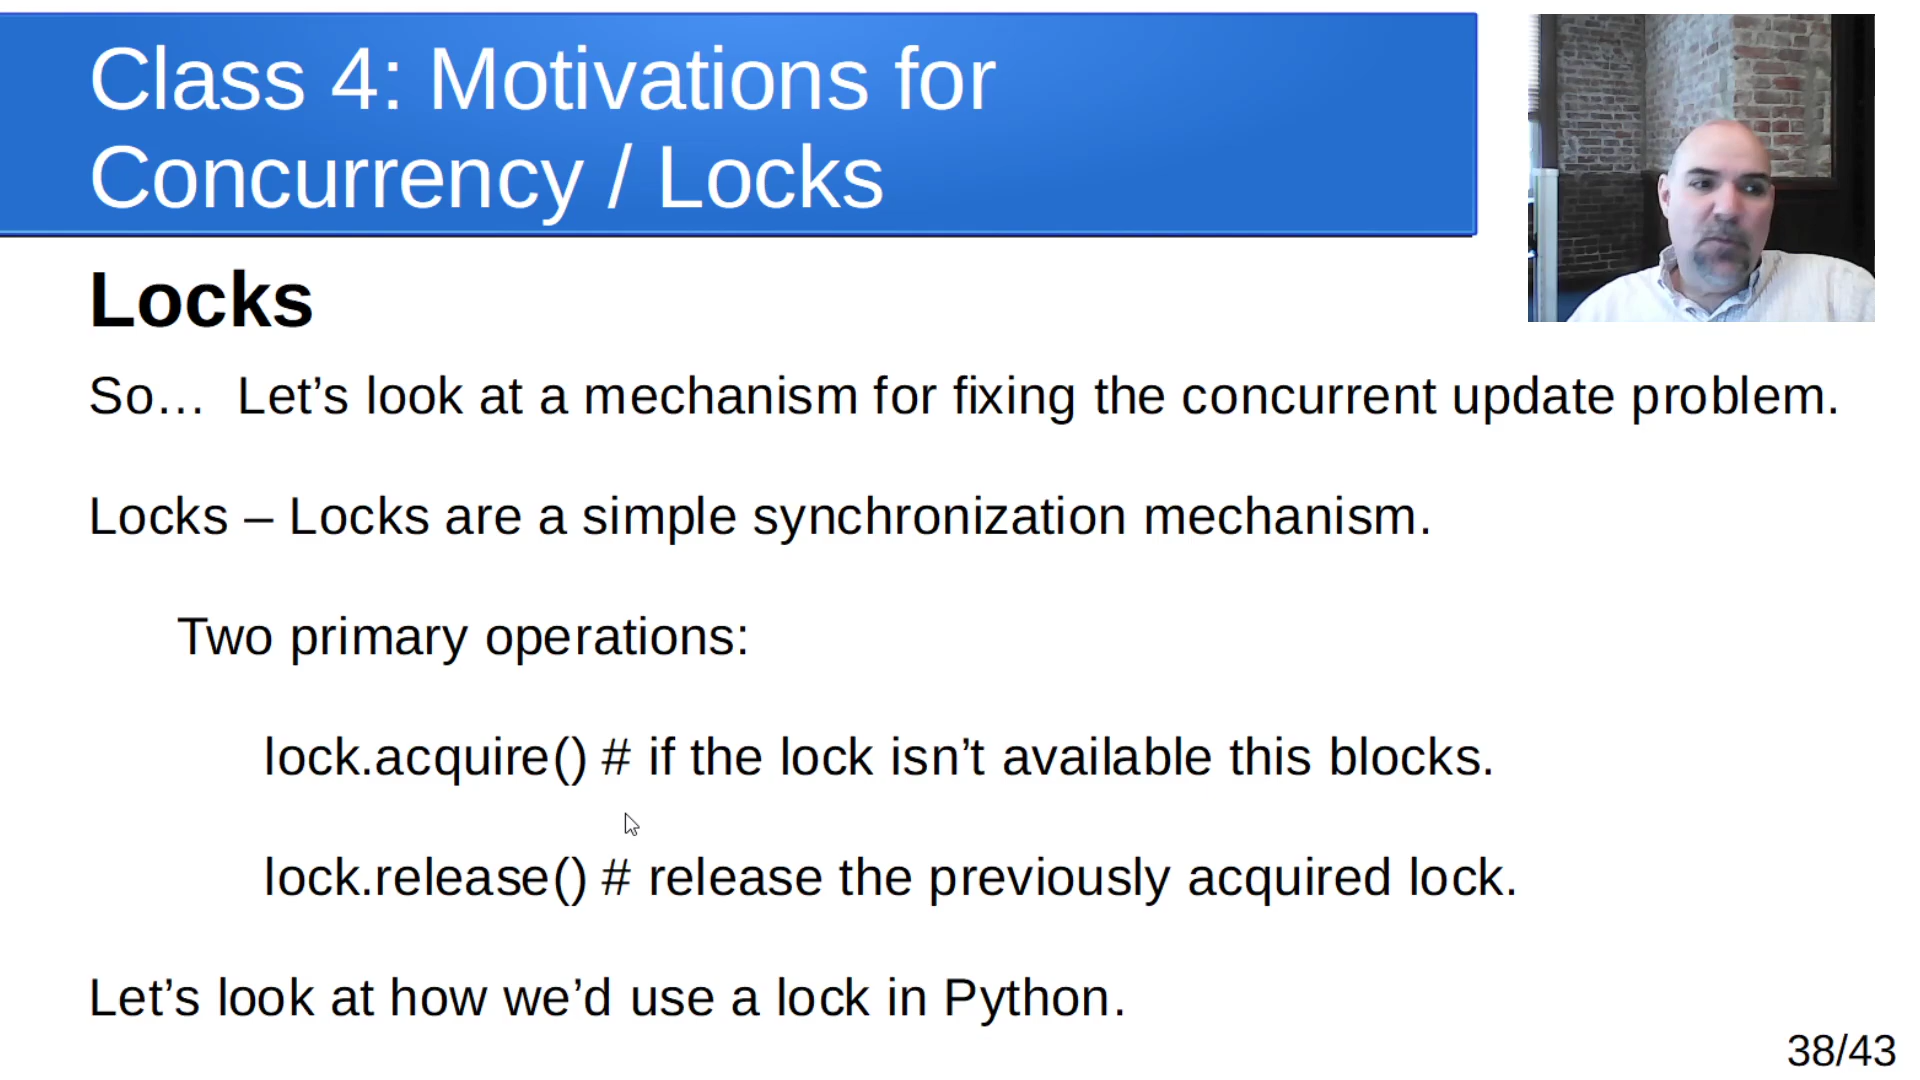 Class 4: Motivations for
Concurrency / Locks
Locks
So…  Let’s look at a mechanism for fixing the concurrent update problem.
Locks – Locks are a simple synchronization mechanism.
Two primary operations:
lock.acquire() # if the lock isn’t available this blocks.
lock.release() # release the previously acquired lock.
Let’s look at how we’d use a lock in Python.
38/43